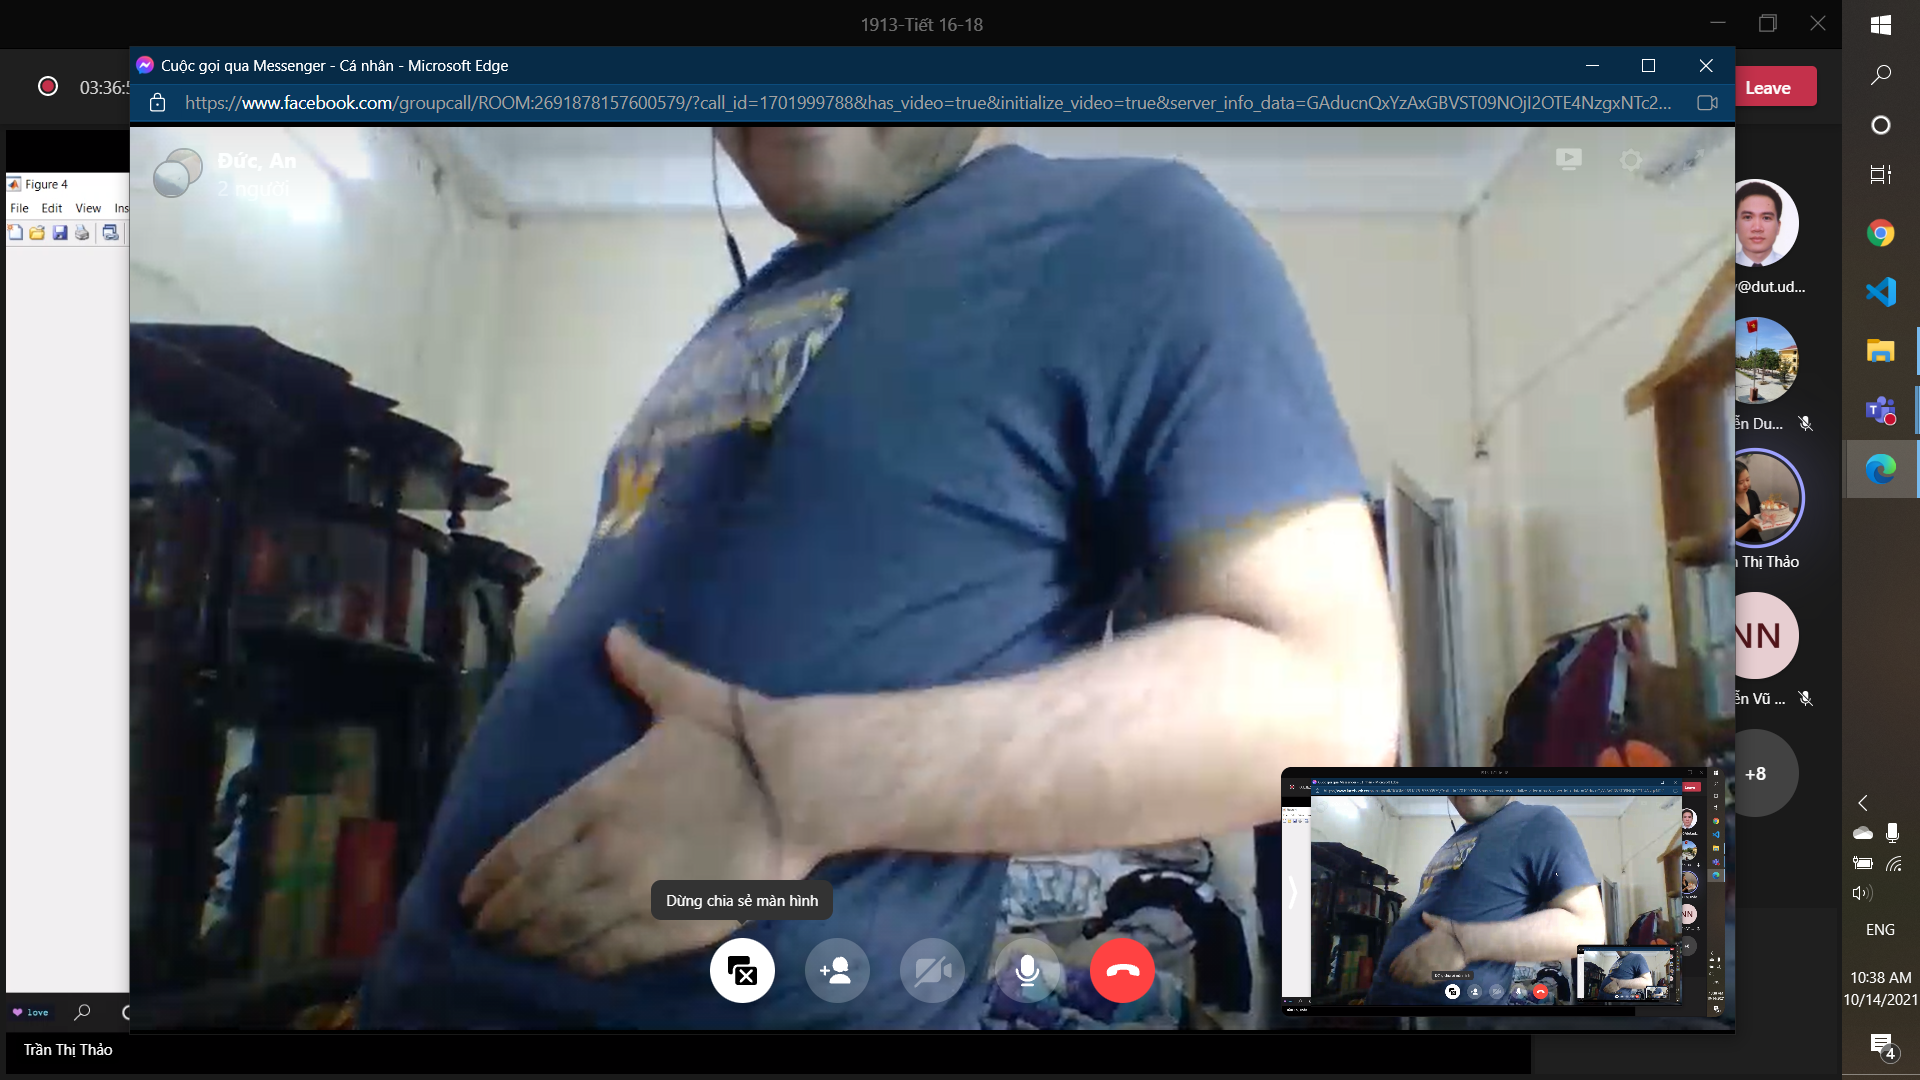 1913-Tiết 16-18
Cuộc gọi qua Messenger - Cá nhân - Microsoft Edge
03:36:5
https://www.facebook.com/groupcall/ROOM:2691878157600579/?call_id=1701999788&has_video=true&initialize_video=true&server_info_data=GAducnQxYzAxGBVST09NOjI2OTE4NzgxNTc2...
Leave
Đức, An
2 người
Figure 4
File Edit View Ins
@dut.ud...
ễn Du...
Thị Thảo
NN
ễn Vũ ...
+8
Dừng chia sẻ màn hình
ENG
10:38 AM
10/14/2021
love
Trần Thị Thảo
4